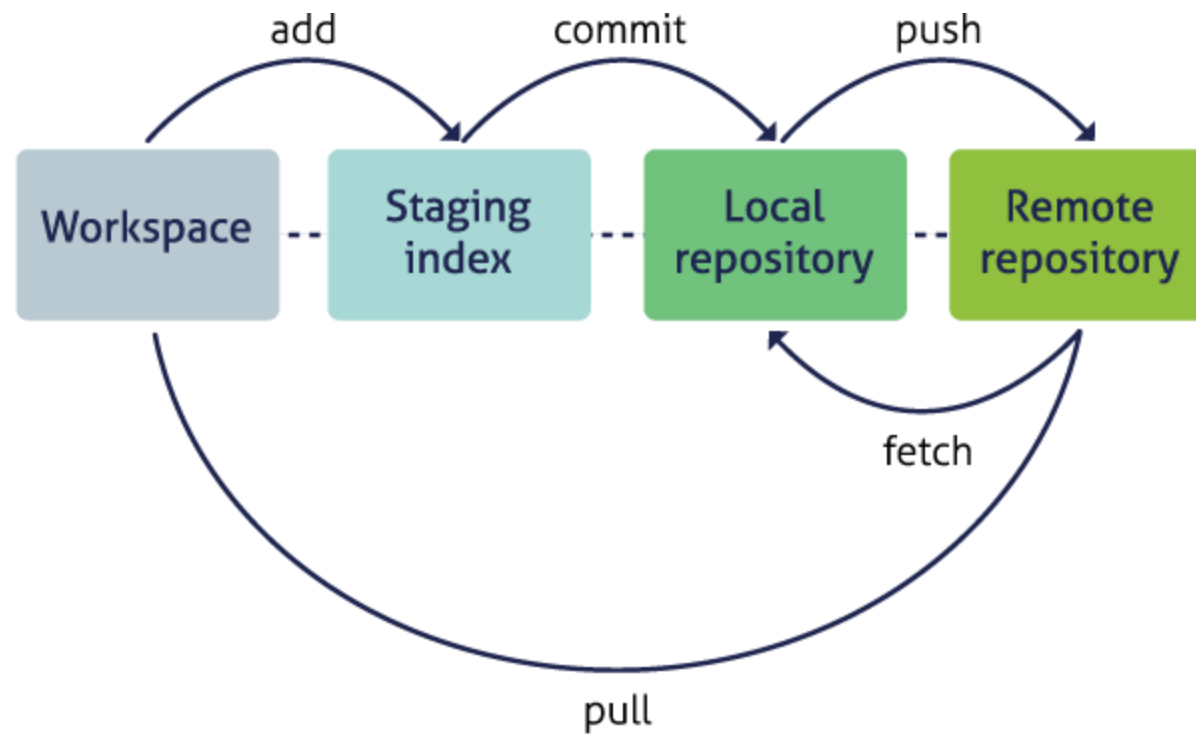 add
commit
push
Workspace
Staging
index
Local
repository
Remote
repository
fetch
pull